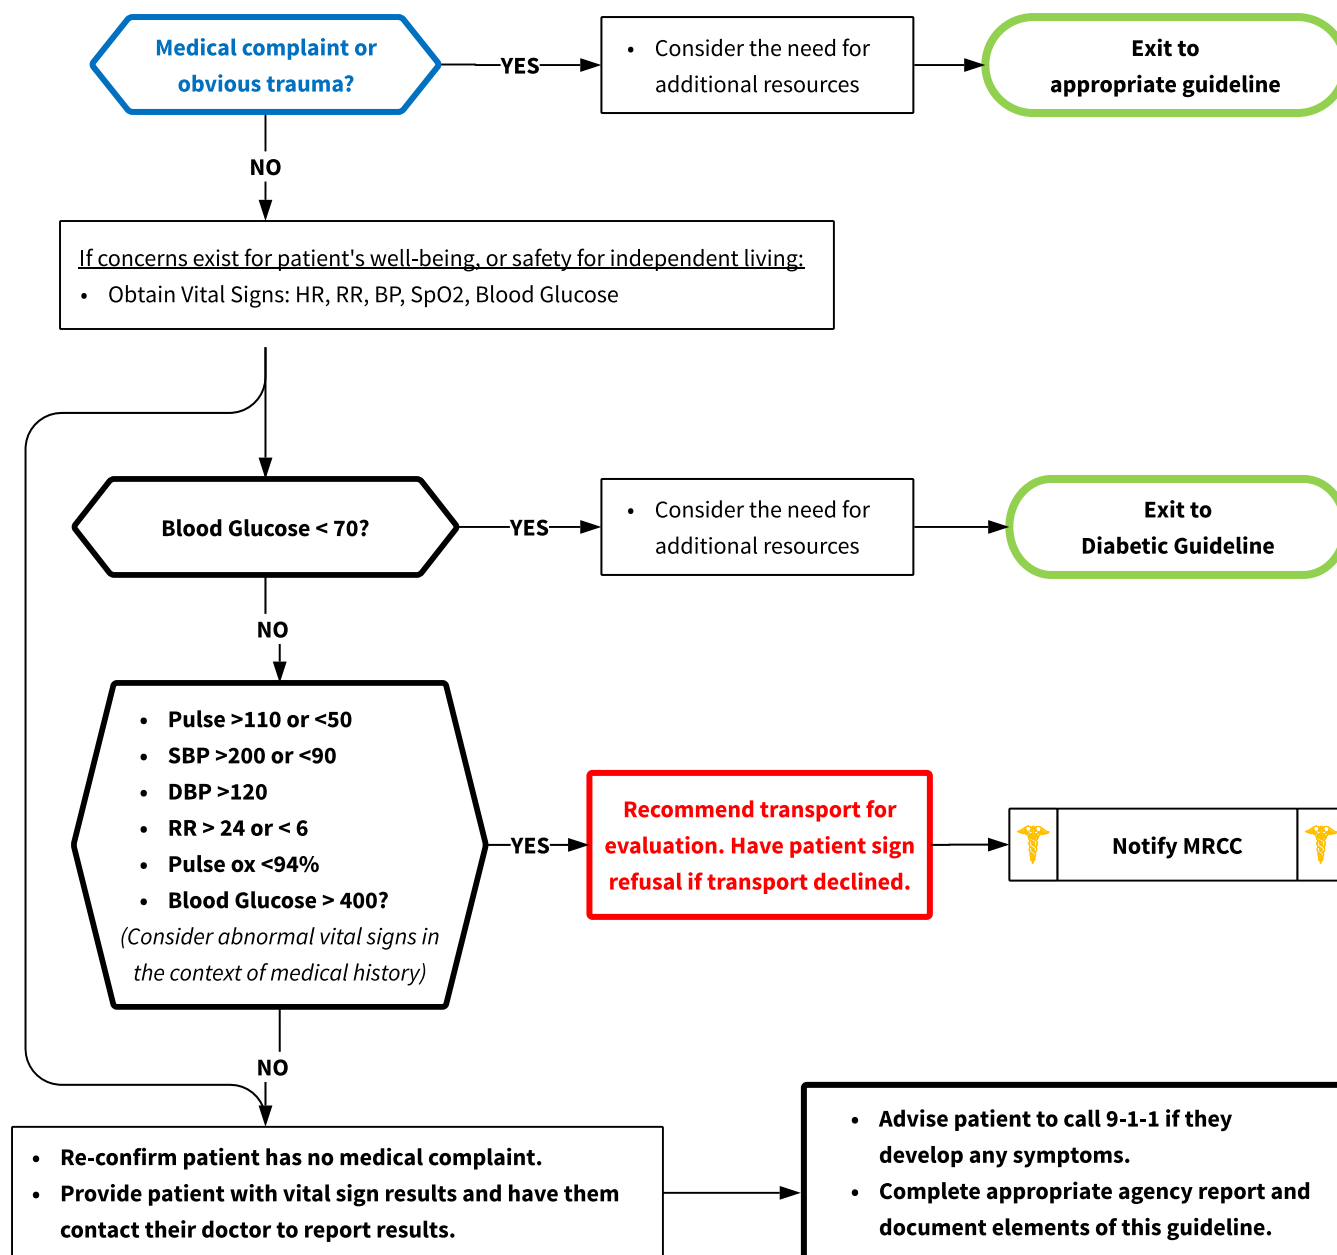 Medical complaint or
obvious trauma?
YES
• Consider the need for
additional resources
Exit to
appropriate guideline
NO
If concerns exist for patient's well-being, or safety for independent living:
• Obtain Vital Signs: HR, RR, BP, SpO2, Blood Glucose
Blood Glucose < 70?
YES
• Consider the need for
additional resources
Exit to
Diabetic Guideline
NO
• Pulse >110 or <50
• SBP >200 or <90
• DBP >120
• RR > 24 or < 6
• Pulse ox <94%
• Blood Glucose > 400?
(Consider abnormal vital signs in
the context of medical history)
YES
Recommend transport for
evaluation. Have patient sign
refusal if transport declined.
Notify MRCC
NO
• Re-confirm patient has no medical complaint.
• Provide patient with vital sign results and have them
contact their doctor to report results.
• Advise patient to call 9-1-1 if they
develop any symptoms.
• Complete appropriate agency report and
document elements of this guideline.